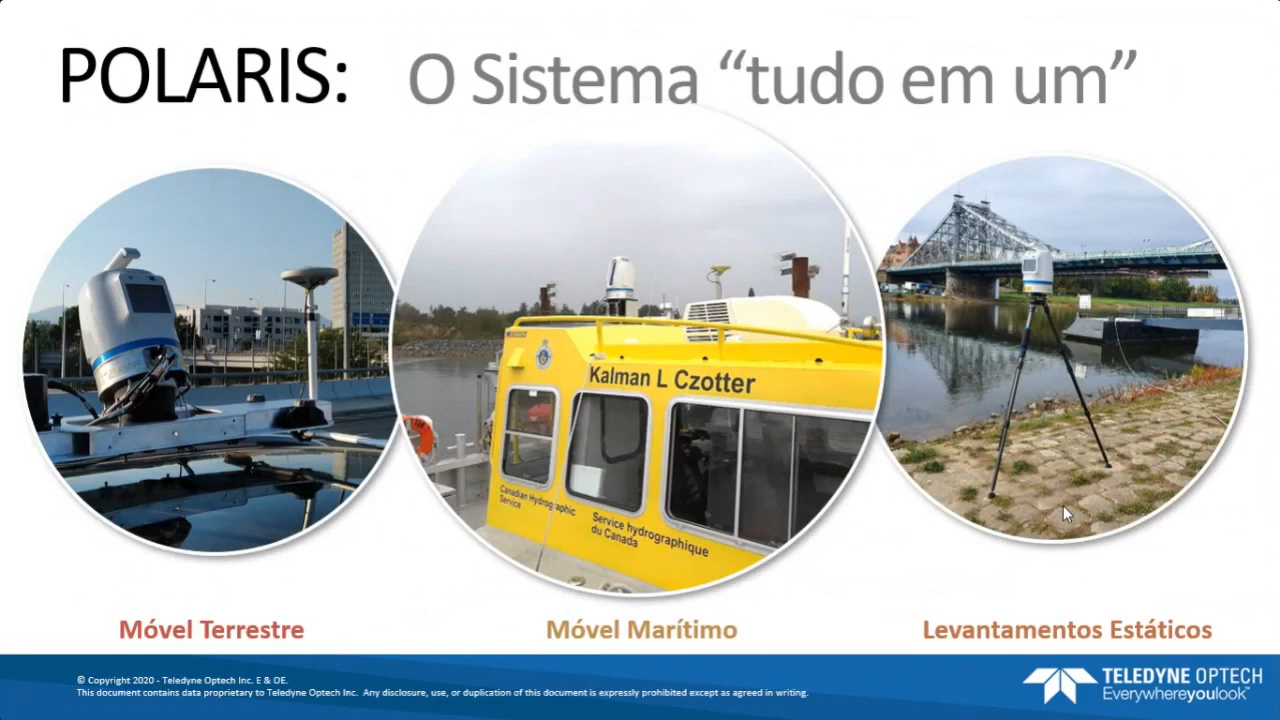 POLARIS: O Sistema “tudo em um”
Kalman L Czotter
Canadian Hydrographic
Service
Service hydrographique
du Canada
Móvel Terrestre
Móvel Marítimo
Levantamentos Estáticos
© Copyright 2020 - Teledyne Optech Inc. E & OE.
This document contains data proprietary to Teledyne Optech Inc. Any disclosure, use, or duplication of this document is expressly prohibited except as agreed in writing.
TELEDYNE OPTECH
Everywhereyoulook™